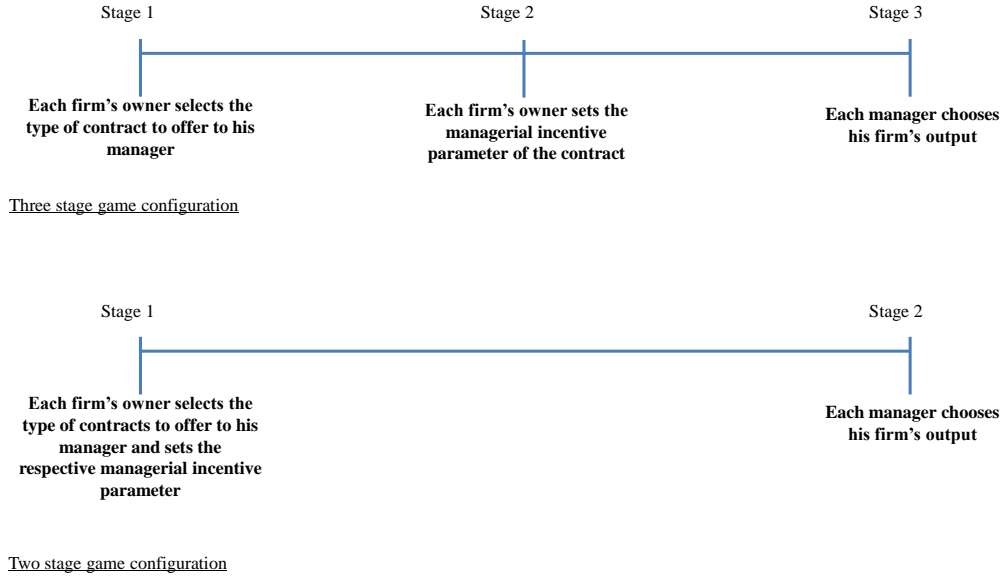 Stage 1
Stage 2
Stage 3
Each firm's owner selects the
type of contract to offer to his
manager
Each firm's owner sets the
managerial incentive
parameter of the contract
Each manager chooses
his firm's output
Three stage game configuration
Stage 1
Stage 2
Each firm's owner selects the
type of contracts to offer to his
manager and sets the
respective managerial incentive
parameter
Each manager chooses
his firm's output
Two stage game configuration